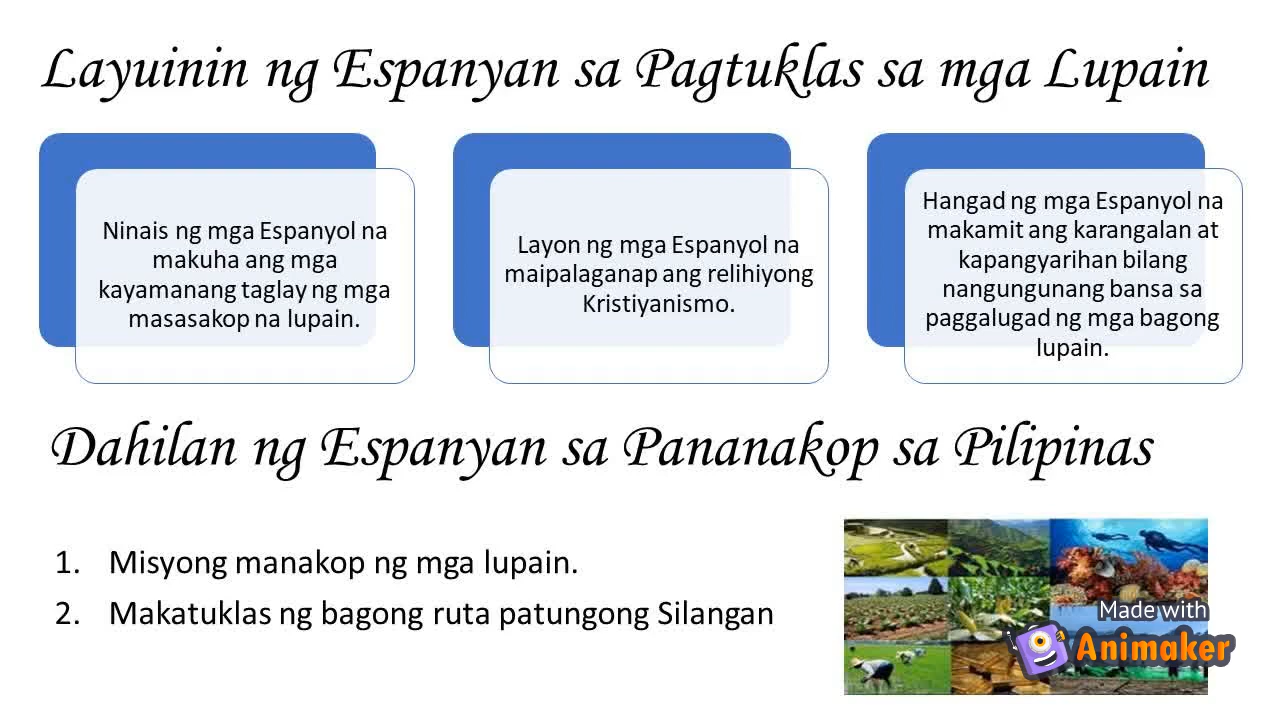 Layuinin ng Espanyan sa Pagtuklas sa mga Lupain
Ninais ng mga Espanyol na
makuha ang mga
kayamanang taglay ng mga
masasakop na lupain.
Layon ng mga Espanyol na
maipalaganap ang relihiyong
Kristiyanismo.
Hangad ng mga Espanyol na
makamit ang karangalan at
kapangyarihan bilang
nangungunang bansa sa
paggalugad ng mga bagong
lupain.
Dahilan ng Espanyan sa Pananakop sa Pilipinas
1. Misyong manakop ng mga lupain.
2. Makatuklas ng bagong ruta patungong Silangan
Made with
Animaker